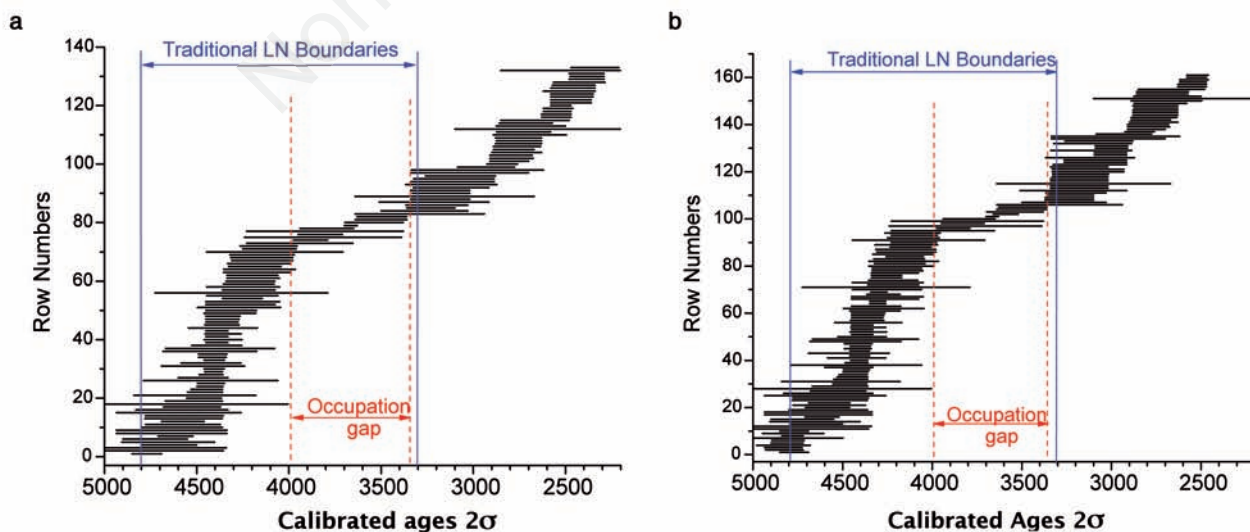 a
Traditional LN Boundaries
140
120
100
80
60
40
20
0
Row Numbers
Occupation
gap
5000 4500 4000 3500 3000 2500
Calibrated ages 2σ
b
Traditional LN Boundaries
160
140
120
100
80
60
40
20
0
Row Numbers
Occupation
gap
5000 4500 4000 3500 3000 2500
Calibrated Ages 2σ